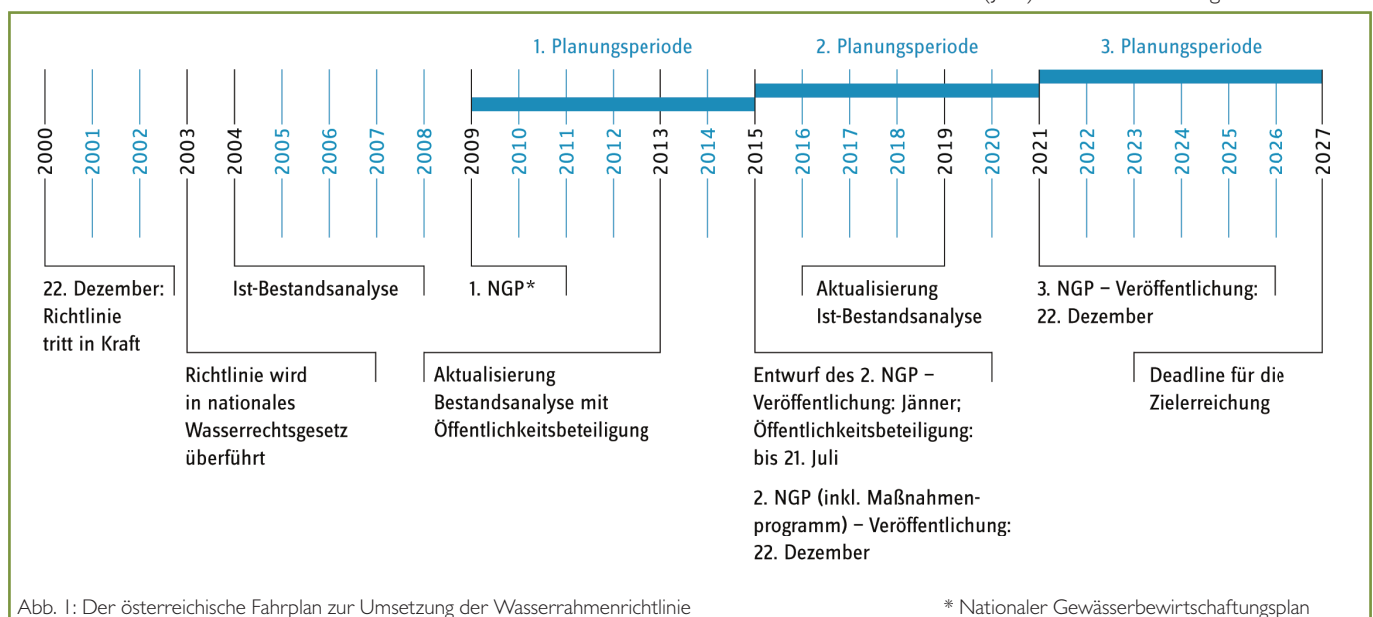 1. Planungsperiode
2. Planungsperiode
3. Planungsperiode
2000
2001
2002
2003
2004
2005
2006
2007
2008
2009
2010
2011
2012
2013
2014
2015
2016
2017
2018
2019
2020
2021
2022
2023
2024
2025
2026
2027
22. Dezember:
Richtlinie
tritt in Kraft
Richtlinie wird
in nationales
Wasserrechtsgesetz
überführt
Ist-Bestandsanalyse
1. NGP*
Aktualisierung
Bestandsanalyse mit
Öffentlichkeitsbeteiligung
Entwurf des 2. NGP –
Veröffentlichung: Jänner;
Öffentlichkeitsbeteiligung:
bis 21. Juli
2. NGP (inkl. Maßnahmen-
programm) – Veröffentlichung:
22. Dezember
Aktualisierung
Ist-Bestandsanalyse
3. NGP – Veröffentlichung:
22. Dezember
Deadline für die
Zielerreichung
Abb. 1: Der österreichische Fahrplan zur Umsetzung der Wasserrahmenrichtlinie
* Nationaler Gewässerbewirtschaftungsplan